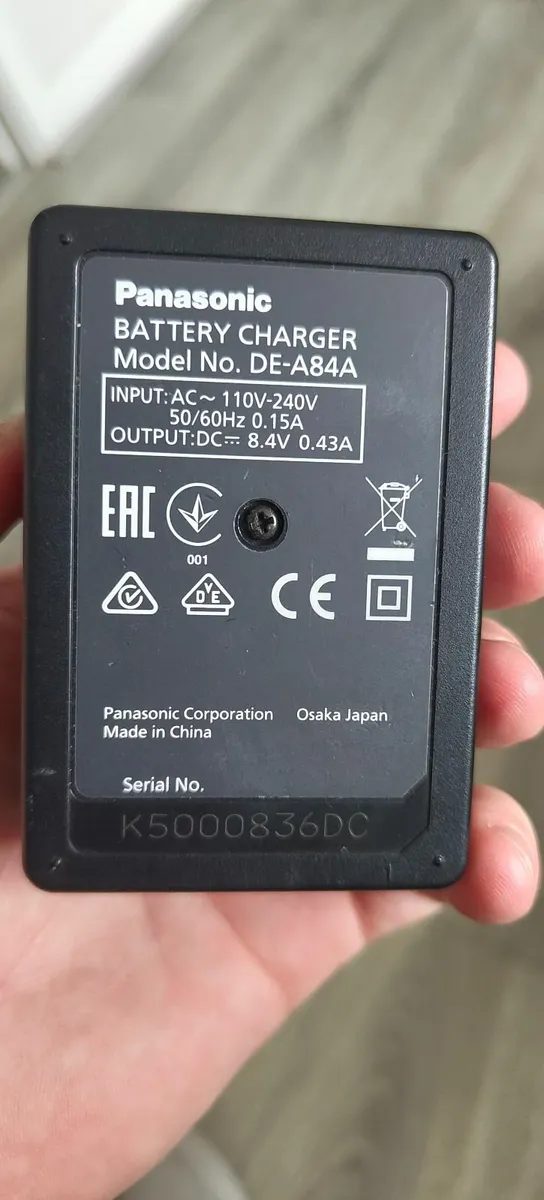 Panasonic
BATTERY CHARGER
Model No. DE-A84A
INPUT: AC ~ 110V-240V
50/60Hz 0.15A
OUTPUT: DC ⎓ 8.4V 0.43A
EAC
001
DVE
CE
Panasonic Corporation Osaka Japan
Made in China
Serial No.
K5000836DC